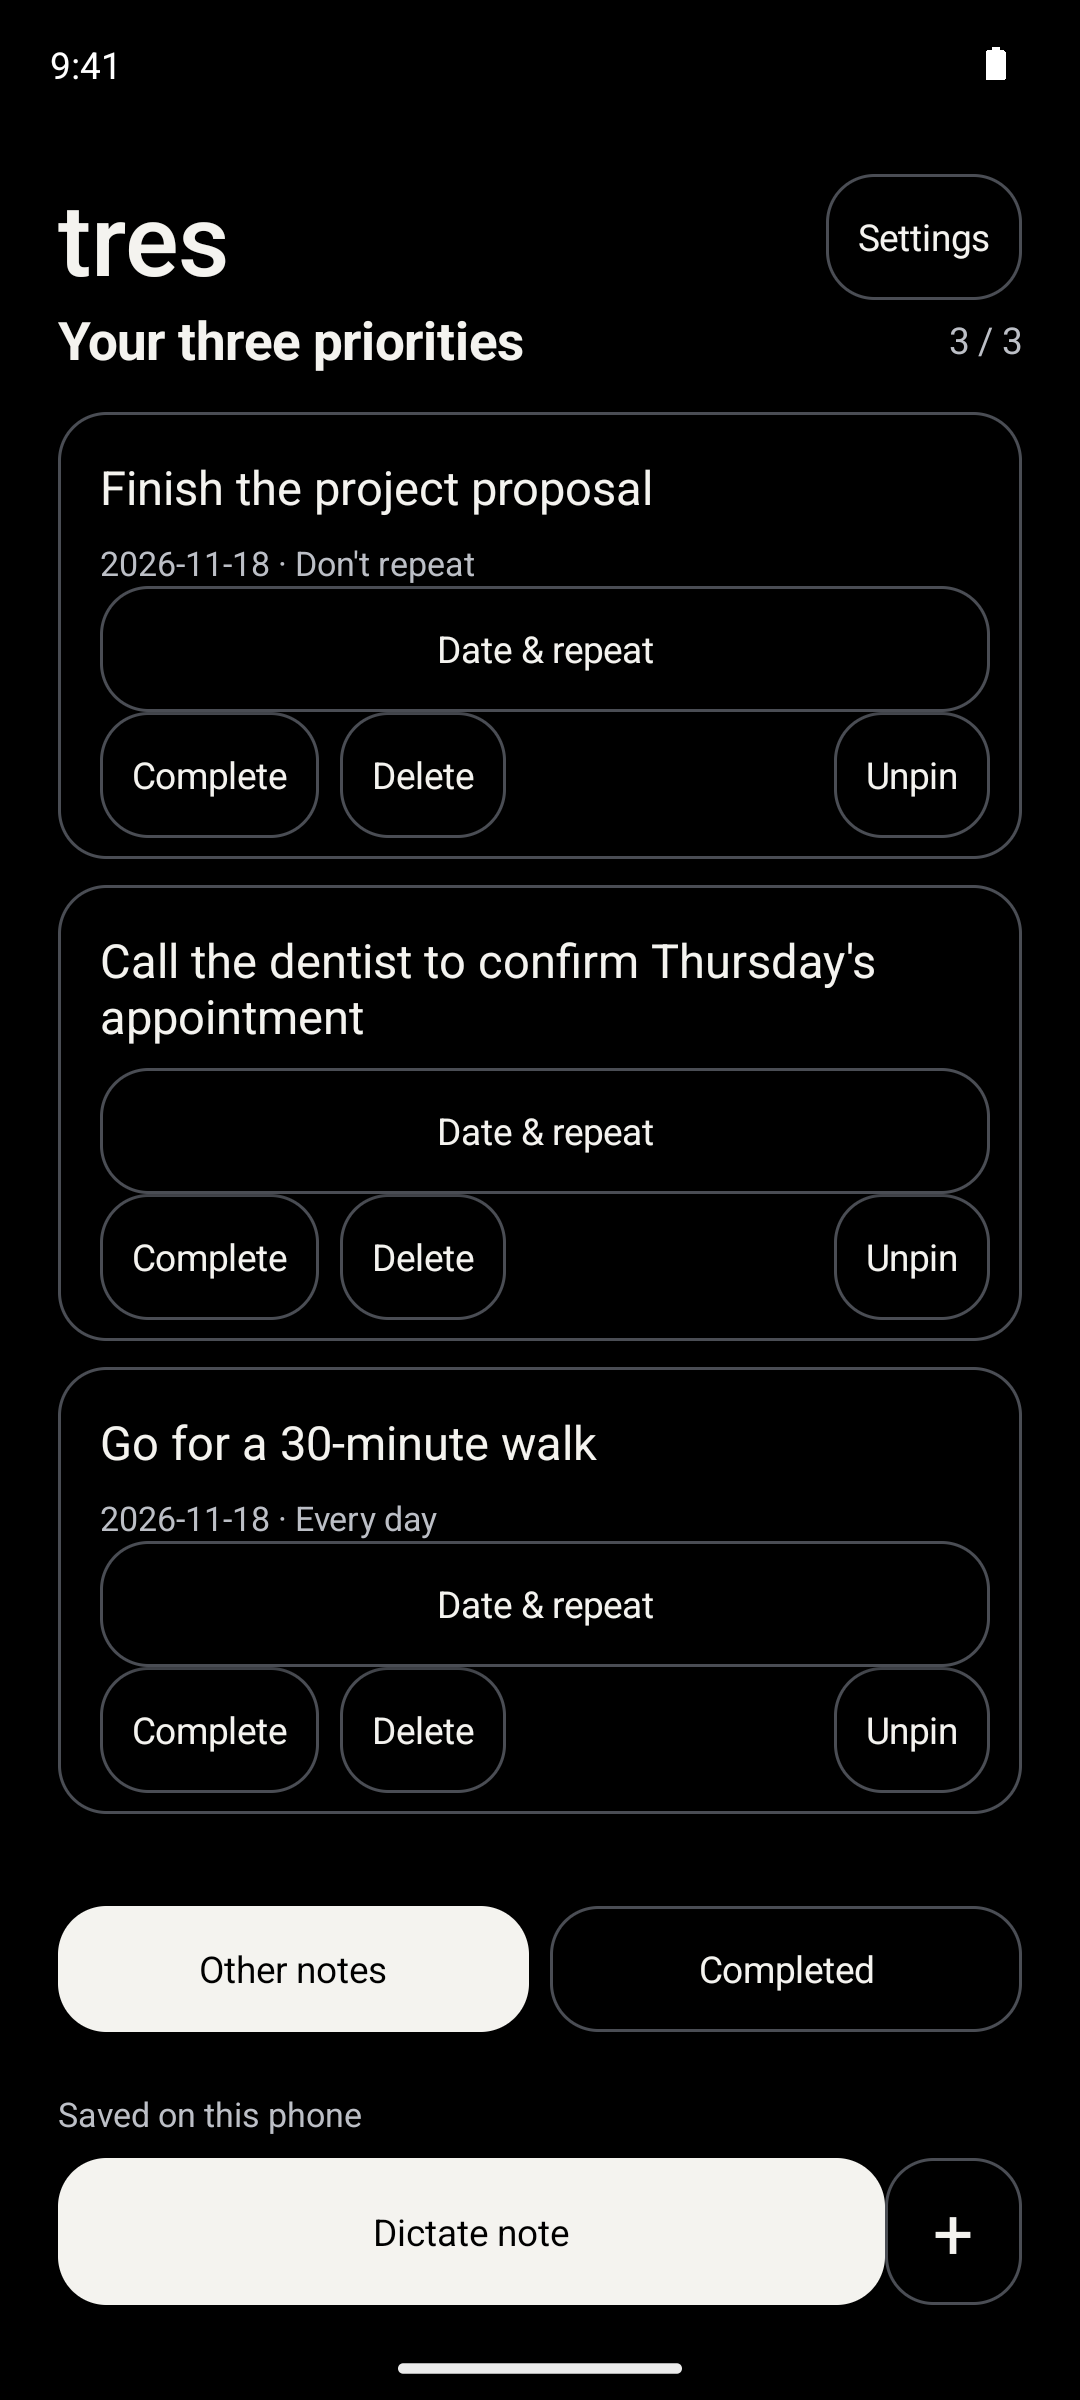 9:41
tres
Settings
Your three priorities
3 / 3
Finish the project proposal
2026-11-18 · Don't repeat
Date & repeat
Complete
Delete
Unpin
Call the dentist to confirm Thursday's
appointment
Date & repeat
Complete
Delete
Unpin
Go for a 30-minute walk
2026-11-18 · Every day
Date & repeat
Complete
Delete
Unpin
Other notes
Completed
Saved on this phone
Dictate note
+